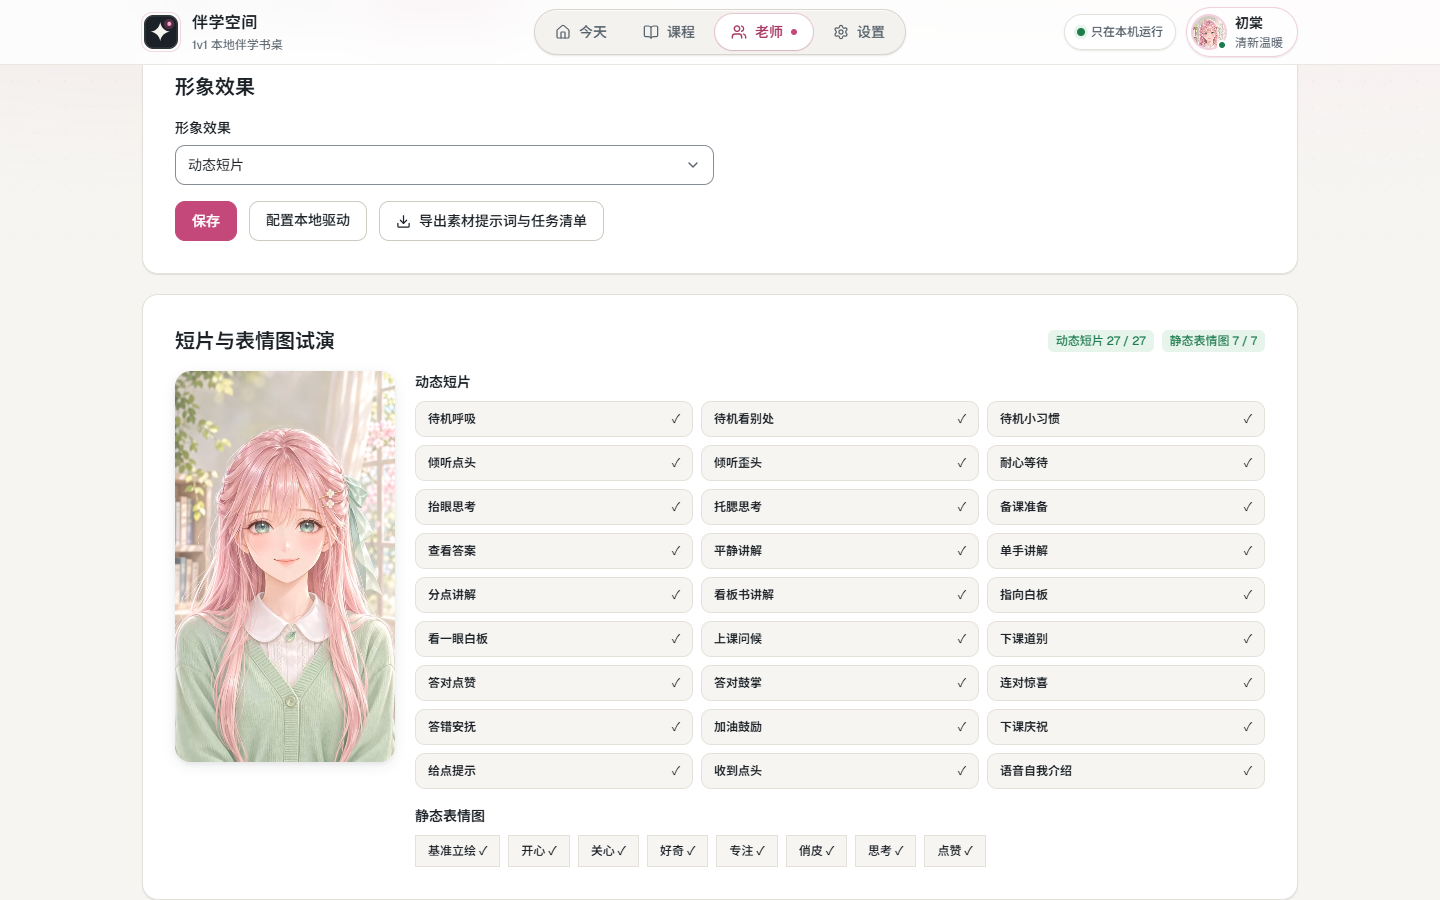 伴学空间
1v1 本地伴学书桌
今天
课程
老师
设置
只在本机运行
初棠
清新温暖
形象效果
形象效果
动态短片
保存
配置本地驱动
导出素材提示词与任务清单
短片与表情图试演
动态短片 27 / 27
静态表情图 7 / 7
动态短片
待机呼吸 ✓
待机看别处 ✓
待机小习惯 ✓
倾听点头 ✓
倾听歪头 ✓
耐心等待 ✓
抬眼思考 ✓
托腮思考 ✓
备课准备 ✓
查看答案 ✓
平静讲解 ✓
单手讲解 ✓
分点讲解 ✓
看板书讲解 ✓
指向白板 ✓
看一眼白板 ✓
上课问候 ✓
下课道别 ✓
答对点赞 ✓
答对鼓掌 ✓
连对惊喜 ✓
答错安抚 ✓
加油鼓励 ✓
下课庆祝 ✓
给点提示 ✓
收到点头 ✓
语音自我介绍 ✓
静态表情图
基准立绘 ✓
开心 ✓
关心 ✓
好奇 ✓
专注 ✓
俏皮 ✓
思考 ✓
点赞 ✓